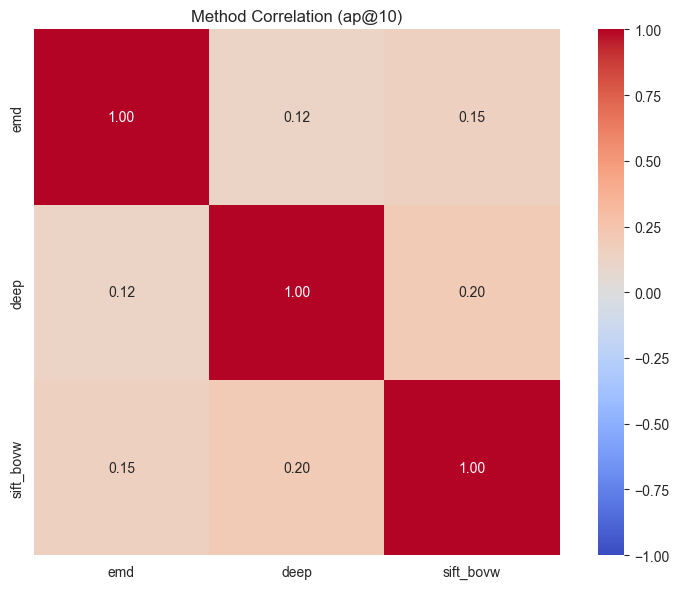 Method Correlation (ap@10)
emd
deep
sift_bovw
1.00 0.12 0.15
0.12 1.00 0.20
0.15 0.20 1.00
emd deep sift_bovw
1.00
0.75
0.50
0.25
0.00
−0.25
−0.50
−0.75
−1.00